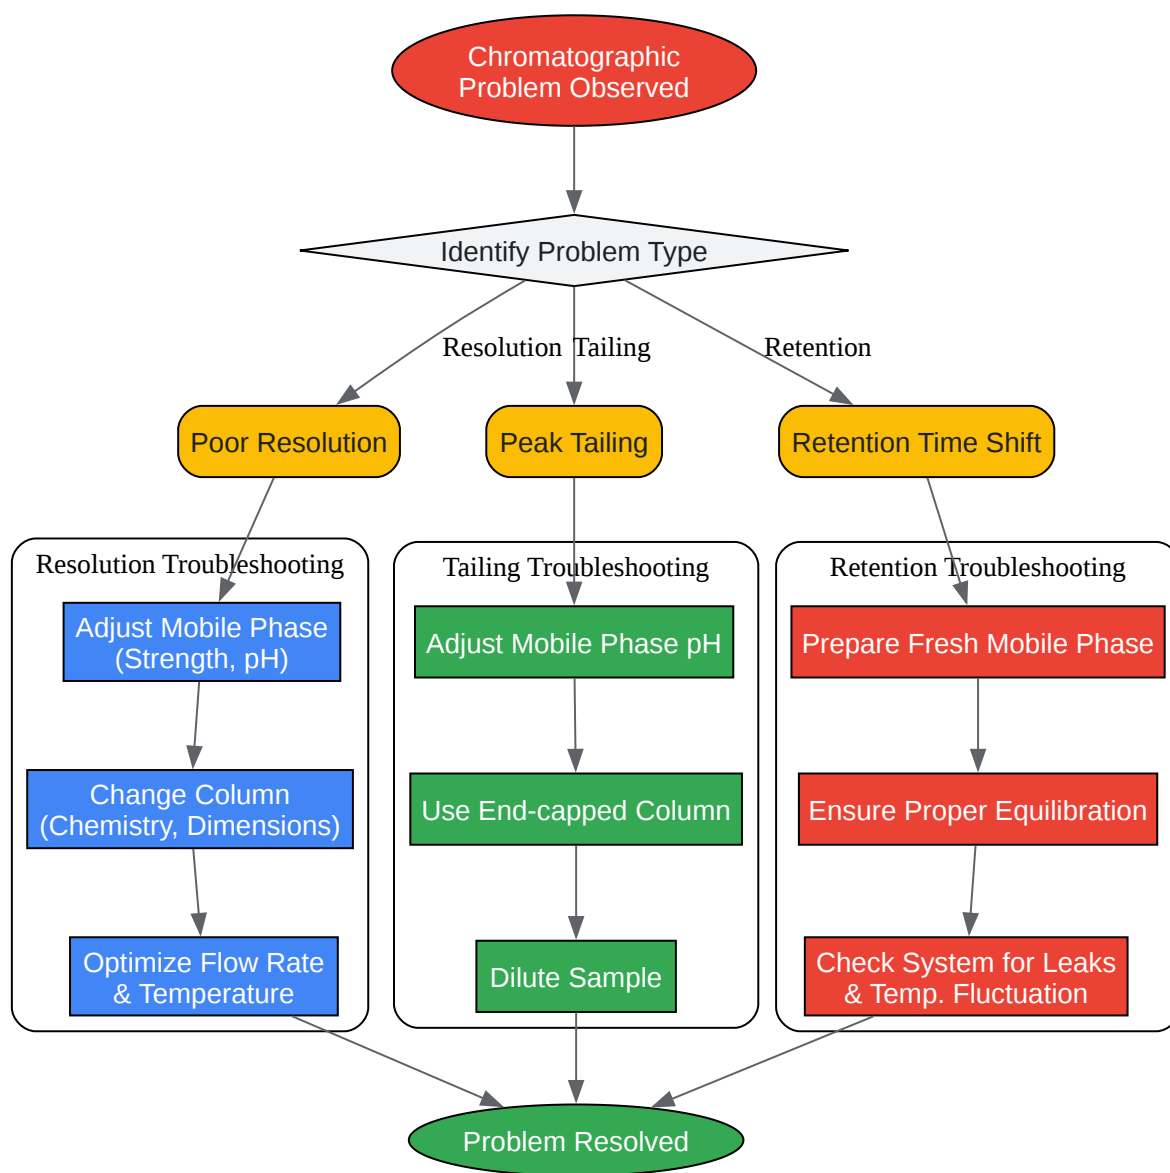 Chromatographic
Problem Observed
Identify Problem Type
Resolution
Tailing
Retention
Poor Resolution
Peak Tailing
Retention Time Shift
Resolution Troubleshooting
Adjust Mobile Phase
(Strength, pH)
Change Column
(Chemistry, Dimensions)
Optimize Flow Rate
& Temperature
Tailing Troubleshooting
Adjust Mobile Phase pH
Use End-capped Column
Dilute Sample
Retention Troubleshooting
Prepare Fresh Mobile Phase
Ensure Proper Equilibration
Check System for Leaks
& Temp. Fluctuation
Problem Resolved